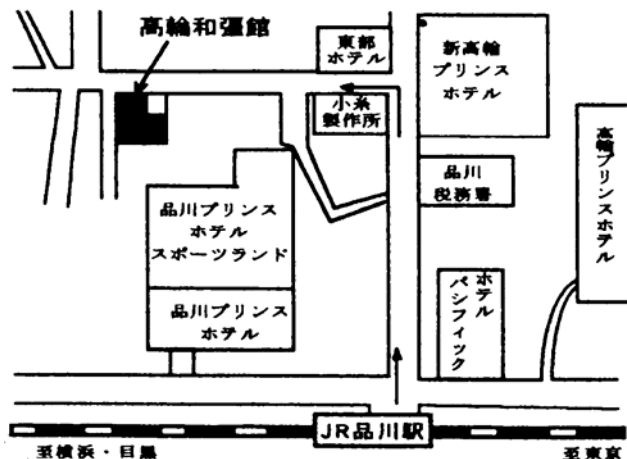 高輪和彊館
東部
ホテル
新高輪
プリンス
ホテル
小糸
製作所
高輪プリンスホテル
品川
税務署
品川プリンス
ホテル
スポーツランド
ホテル
パシフィック
品川プリンス
ホテル
JR品川駅
至横浜・目黒
至東京